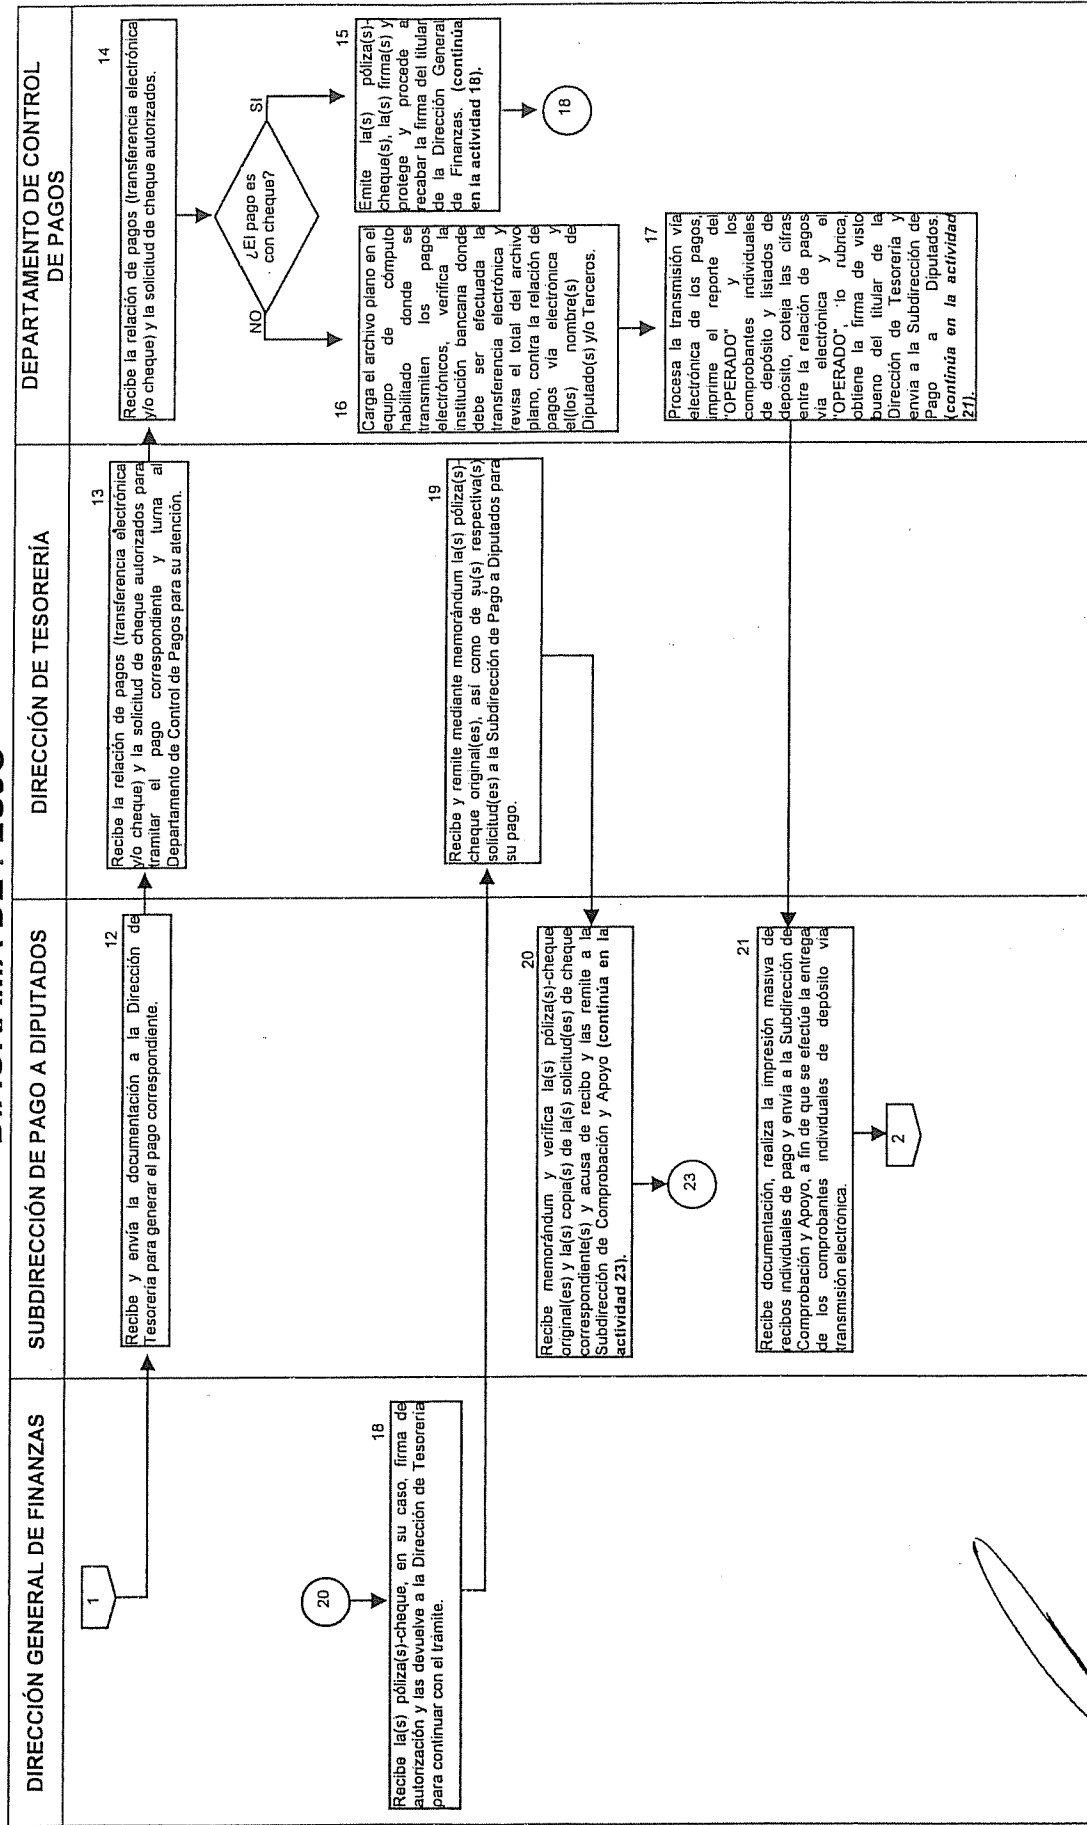 DIAGRAMA DE FLUJO
DIRECCIÓN GENERAL DE FINANZAS
SUBDIRECCIÓN DE PAGO A DIPUTADOS
DIRECCIÓN DE TESORERÍA
DEPARTAMENTO DE CONTROL
DE PAGOS
1
12
Recibe y envía la documentación a la Dirección de
Tesorería para generar el pago correspondiente.
13
Recibe la relación de pagos (transferencia electrónica
y/o cheque) y la solicitud de cheque autorizados para
tramitar el pago correspondiente y turna al
Departamento de Control de Pagos para su atención.
14
Recibe la relación de pagos (transferencia electrónica
y/o cheque) y la solicitud de cheque autorizados.
¿El pago es
con cheque?
NO
SI
15
Emite la(s) póliza(s)-
cheque(s), la(s) firma(s) y
protege y procede a
recabar la firma del titular
de la Dirección General
de Finanzas. (continúa
en la actividad 18).
18
16
Carga el archivo plano en el
equipo de cómputo
habilitado donde se
transmiten los pagos
electrónicos, verifica la
institución bancaria donde
debe ser efectuada la
transferencia electrónica y
revisa el total del archivo
plano, contra la relación de
pagos vía electrónica y
el(los) nombre(s) de
Diputado(s) y/o Terceros.
17
Procesa la transmisión vía
electrónica de los pagos,
imprime el reporte del
"OPERADO" y los
comprobantes individuales
de depósito y listados de
depósito, coteja las cifras
entre la relación de pagos
vía electrónica y el
"OPERADO", lo rubrica,
obtiene la firma de visto
bueno del titular de la
Dirección de Tesorería y
envía a la Subdirección de
Pago a Diputados.
(continúa en la actividad
21).
20
18
Recibe la(s) póliza(s)-cheque, en su caso, firma de
autorización y las devuelve a la Dirección de Tesorería
para continuar con el trámite.
19
Recibe y remite mediante memorándum la(s) póliza(s)-
cheque original(es), así como de su(s) respectiva(s)
solicitud(es) a la Subdirección de Pago a Diputados para
su pago.
20
Recibe memorándum y verifica la(s) póliza(s)-cheque
original(es) y la(s) copia(s) de la(s) solicitud(es) de cheque
correspondiente(s) y acusa de recibo y las remite a la
Subdirección de Comprobación y Apoyo (continúa en la
actividad 23).
23
21
Recibe documentación, realiza la impresión masiva de
recibos individuales de pago y envía a la Subdirección de
Comprobación y Apoyo, a fin de que se efectúe la entrega
de los comprobantes individuales de depósito vía
transmisión electrónica.
2